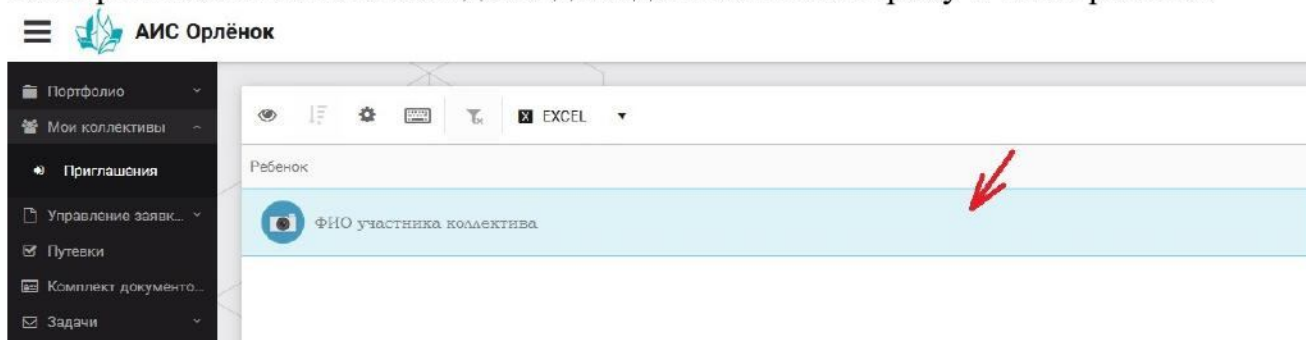 АИС Орлёнок
Портфолио
Мои коллективы
Приглашения
Управление заявк...
Путевки
Комплект документо...
Задачи
EXCEL
Ребенок
ФИО участника коллектива